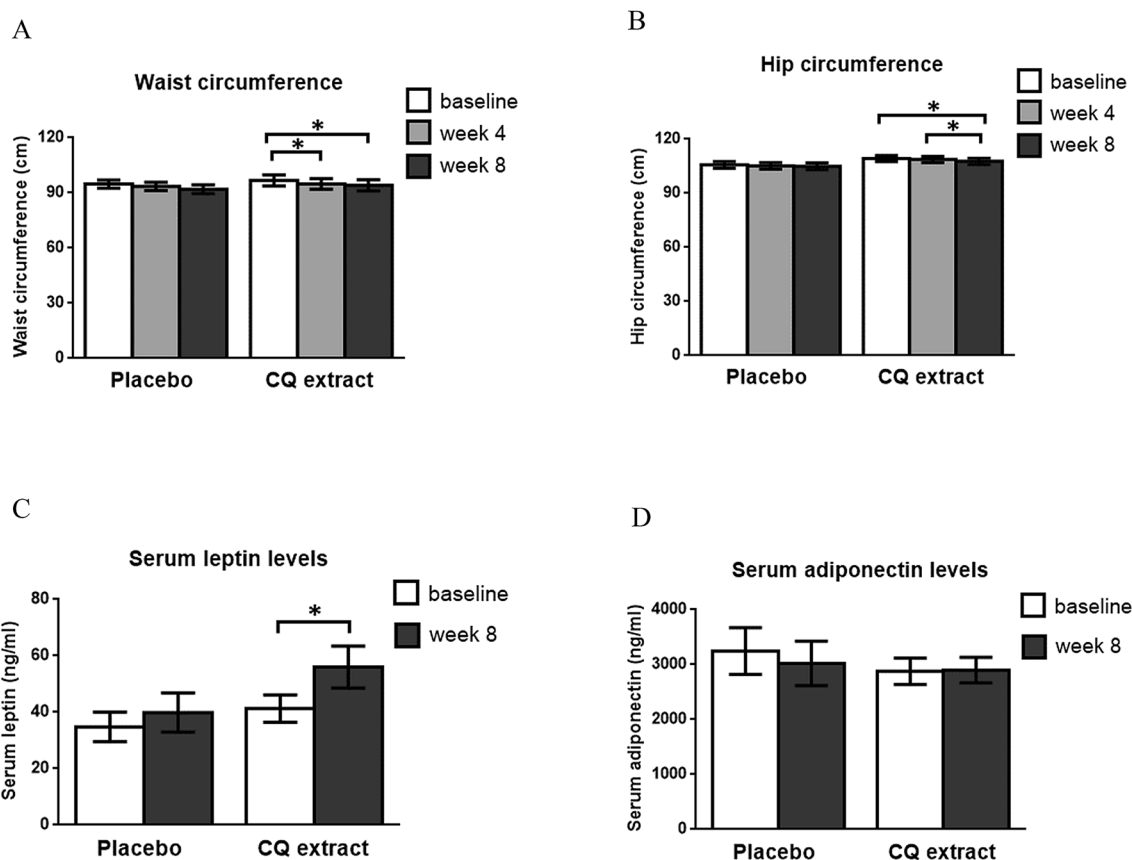 A
Waist circumference
baseline
week 4
week 8
*
*
Waist circumference (cm)
120
90
60
30
0
Placebo
CQ extract
B
Hip circumference
baseline
week 4
week 8
*
*
Hip circumference (cm)
120
90
60
30
0
Placebo
CQ extract
C
Serum leptin levels
baseline
week 8
*
Serum leptin (ng/ml)
80
60
40
20
0
Placebo
CQ extract
D
Serum adiponectin levels
baseline
week 8
Serum adiponectin (ng/ml)
4000
3000
2000
1000
0
Placebo
CQ extract